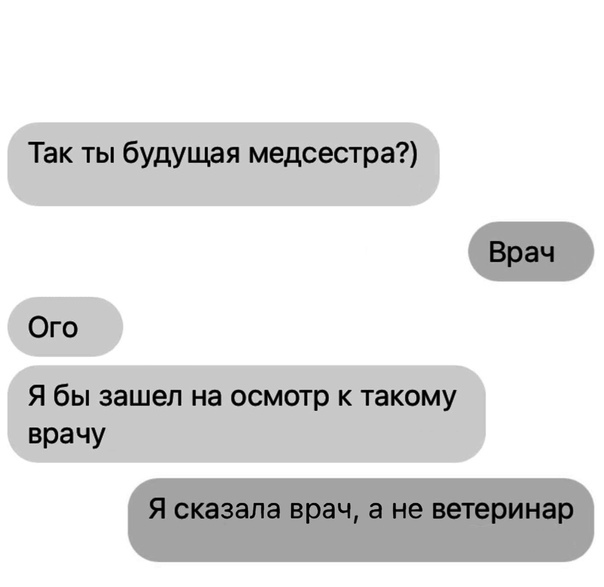 Так ты будущая медсестра?)
Врач
Ого
Я бы зашел на осмотр к такому
врачу
Я сказала врач, а не ветеринар